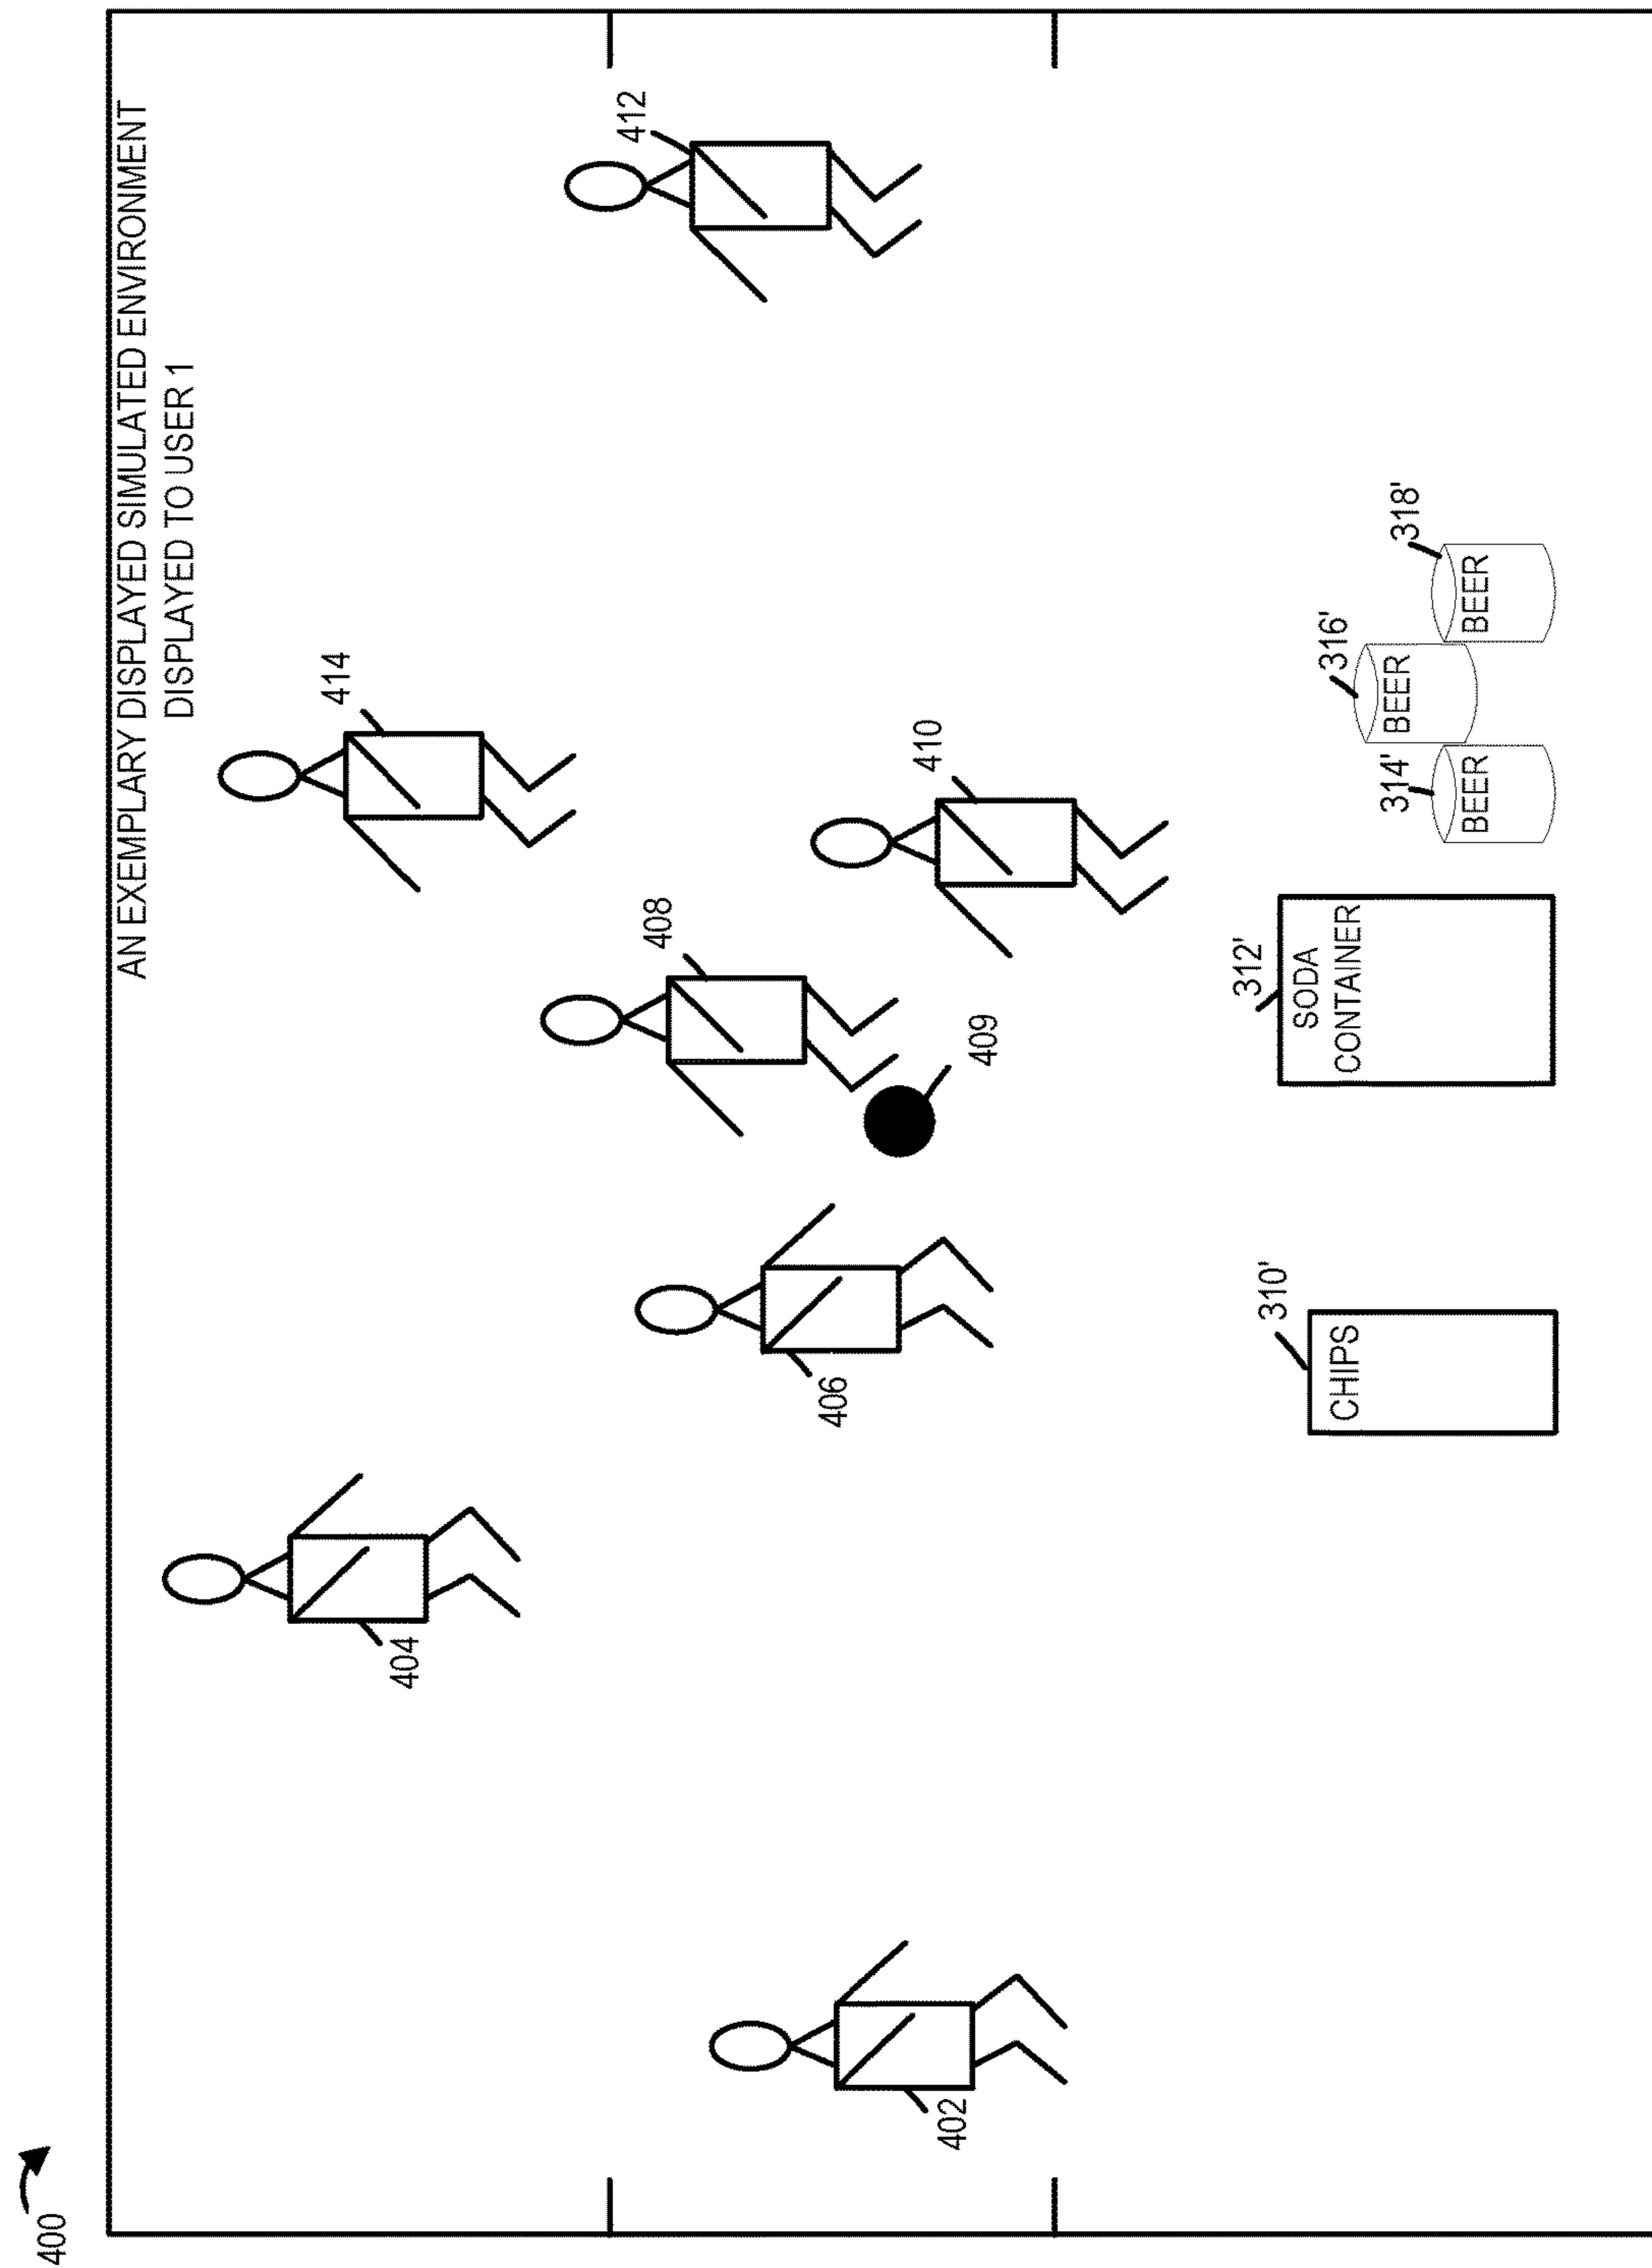 400
AN EXEMPLARY DISPLAYED SIMULATED ENVIRONMENT
DISPLAYED TO USER 1
404
414
402
406
408
409
410
412
310'
CHIPS
312'
SODA
CONTAINER
314'
BEER
316'
BEER
318'
BEER